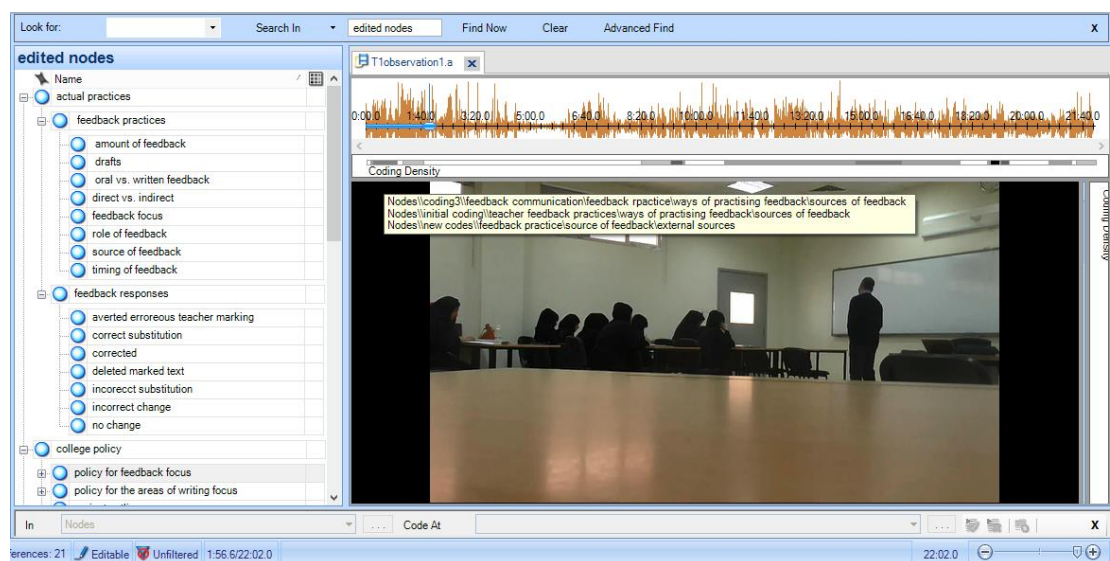 Look for:
Search In
edited nodes
Find Now
Clear
Advanced Find
X
edited nodes
Name
actual practices
feedback practices
amount of feedback
drafts
oral vs. written feedback
direct vs. indirect
feedback focus
role of feedback
source of feedback
timing of feedback
feedback responses
averted erroreous teacher marking
correct substitution
corrected
deleted marked text
incorecct substitution
incorrect change
no change
college policy
policy for feedback focus
policy for the areas of writing focus
T1observation1.a
0:00.0 1:40.0 3:20.0 5:00.0 6:40.0 8:20.0 10:00.0 11:40.0 13:20.0 15:00.0 16:40.0 18:20.0 20:00.0 21:40.0
Coding Density
Nodes\\coding3\\feedback communication\feedback rpactice\ways of practising feedback\sources of feedback
Nodes\\initial coding\\teacher feedback practices\ways of practising feedback\sources of feedback
Nodes\\new codes\\feedback practice\source of feedback\external sources
Coding Density
In
Nodes
...
Code At
...
X
erences: 21
Editable
Unfiltered
1:56.6/22:02.0
22:02.0